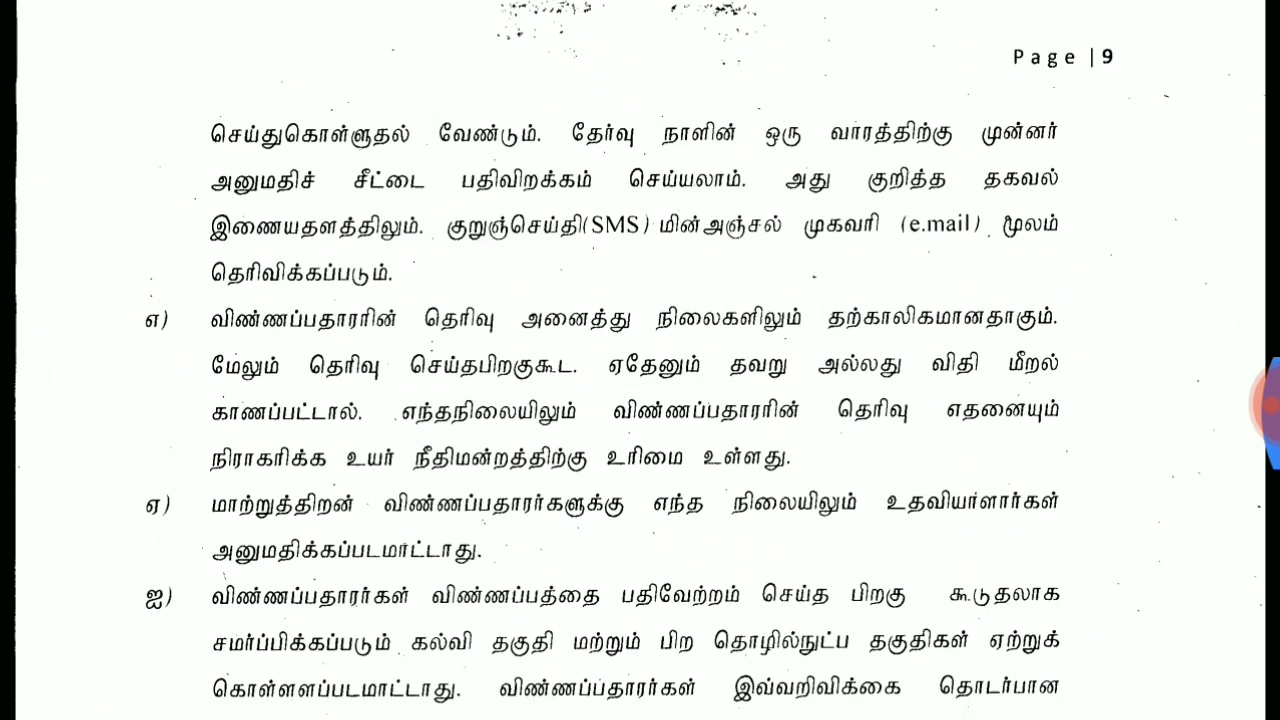 Page |9
செய்துகொள்ளுதல் வேண்டும். தேர்வு நாளின் ஒரு வாரத்திற்கு முன்னர்
அனுமதிச் சீட்டை பதிவிறக்கம் செய்யலாம். அது குறித்த தகவல்
இணையதளத்திலும். குறுஞ்செய்தி(SMS) மின்அஞ்சல் முகவரி (e.mail) மூலம்
தெரிவிக்கப்படும்.
எ) விண்ணப்பதாரரின் தெரிவு அனைத்து நிலைகளிலும் தற்காலிகமானதாகும்.
மேலும் தெரிவு செய்தபிறகுகூட. ஏதேனும் தவறு அல்லது விதி மீறல்
காணப்பட்டால். எந்தநிலையிலும் விண்ணப்பதாரரின் தெரிவு எதனையும்
நிராகரிக்க உயர் நீதிமன்றத்திற்கு உரிமை உள்ளது.
ஏ) மாற்றுத்திறன் விண்ணப்பதாரர்களுக்கு எந்த நிலையிலும் உதவியர்ளார்கள்
அனுமதிக்கப்படமாட்டாது.
ஐ) விண்ணப்பதாரர்கள் விண்ணப்பத்தை பதிவேற்றம் செய்த பிறகு கூடுதலாக
சமர்ப்பிக்கப்படும் கல்வி தகுதி மற்றும் பிற தொழில்நுட்ப தகுதிகள் ஏற்றுக்
கொள்ளளப்படமாட்டாது. விண்ணப்பதாரர்கள் இவ்வறிவிக்கை தொடர்பான